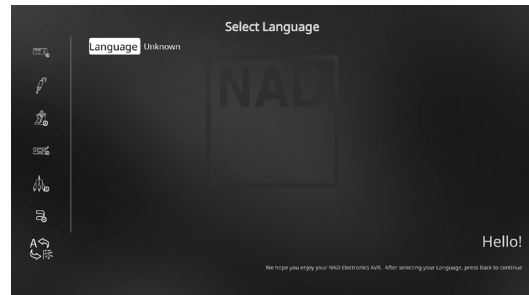 Select Language
Language Unknown
NAD
Hello!
We hope you enjoy your NAD Electronics AVR. After selecting your Language, press Back to continue